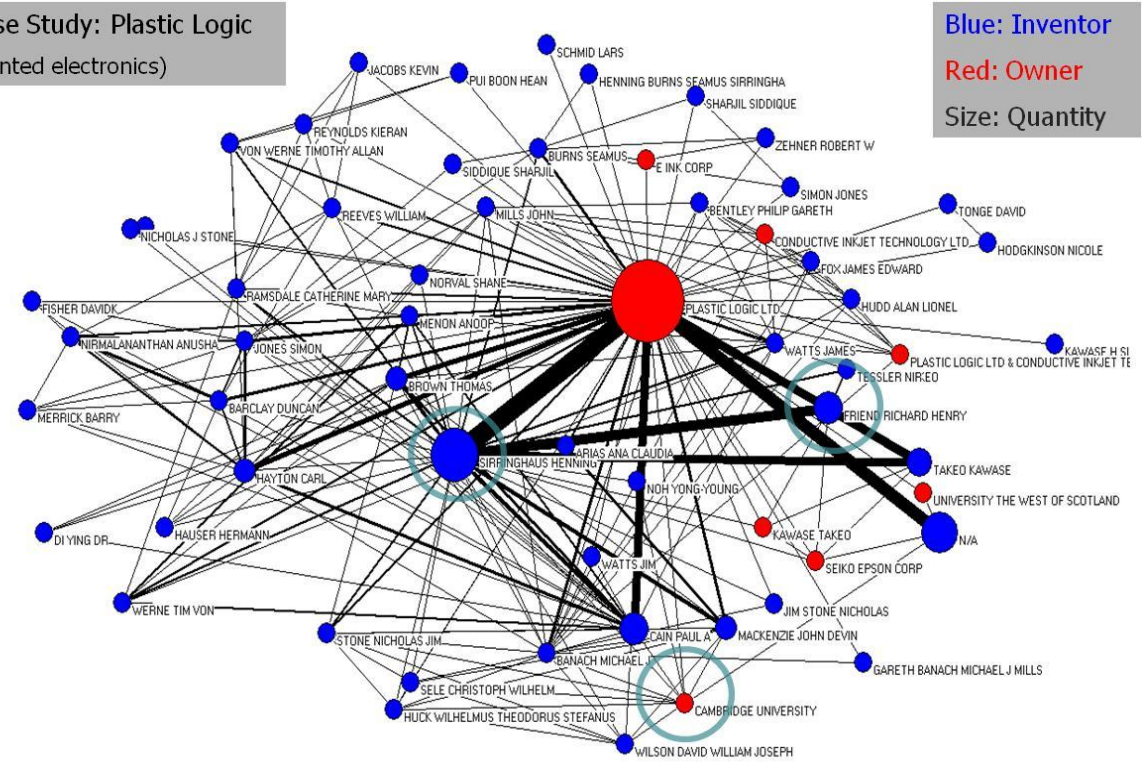 se Study: Plastic Logic
nted electronics)
Blue: Inventor
Red: Owner
Size: Quantity
SCHMID LARS
JACOBS KEVIN
PUI BOON HEAN
HENNING BURNS SEAMUS SIRRINGHA
SHARJIL SIDDIQUE
REYNOLDS KIERAN
VON WERNE TIMOTHY ALLAN
BURNS SEAMUS
ZEHNER ROBERT W
E INK CORP
SIDDIQUE SHARJIL
SIMON JONES
REEVES WILLIAM
MILLS JOHN
BENTLEY PHILIP GARETH
TONGE DAVID
NICHOLAS J STONE
CONDUCTIVE INKJET TECHNOLOGY LTD
HODGKINSON NICOLE
FOX JAMES EDWARD
NORVAL SHANE
RAMSDALE CATHERINE MARY
FISHER DAVIDK
PLASTIC LOGIC LTD
HUDD ALAN LIONEL
MENON ANOOP
NIRMALANANTHAN ANUSHA
JONES SIMON
WATTS JAMES
KAWASE H SI
PLASTIC LOGIC LTD & CONDUCTIVE INKJET TE
TESSLER NIR:EO
BROWN THOMAS
BARCLAY DUNCAN
MERRICK BARRY
FRIEND RICHARD HENRY
ARIAS ANA CLAUDIA
SIRRINGHAUS HENNING
HAYTON CARL
TAKEO KAWASE
NOH YONG-YOUNG
UNIVERSITY THE WEST OF SCOTLAND
HAUSER HERMANN
KAWASE TAKEO
DI YING DR
N/A
WATTS JIM
SEIKO EPSON CORP
WERNE TIM VON
JIM STONE NICHOLAS
STONE NICHOLAS JIM
CAIN PAUL A
MACKENZIE JOHN DEVIN
BANACH MICHAEL J
GARETH BANACH MICHAEL J MILLS
SELE CHRISTOPH WILHELM
CAMBRIDGE UNIVERSITY
HUCK WILHELMUS THEODORUS STEFANUS
WILSON DAVID WILLIAM JOSEPH